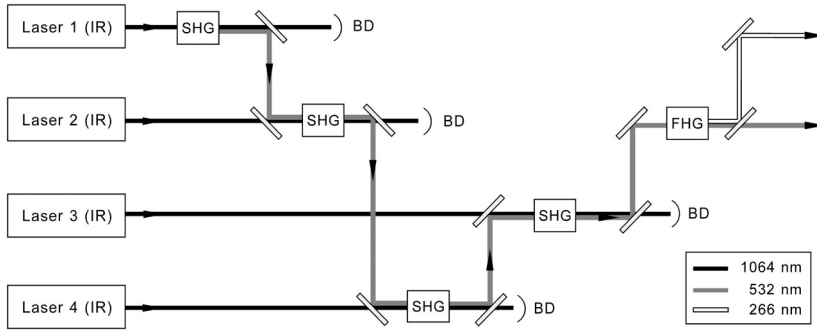 Laser 1 (IR)
SHG
BD
Laser 2 (IR)
SHG
BD
FHG
Laser 3 (IR)
SHG
BD
Laser 4 (IR)
SHG
BD
1064 nm
532 nm
266 nm